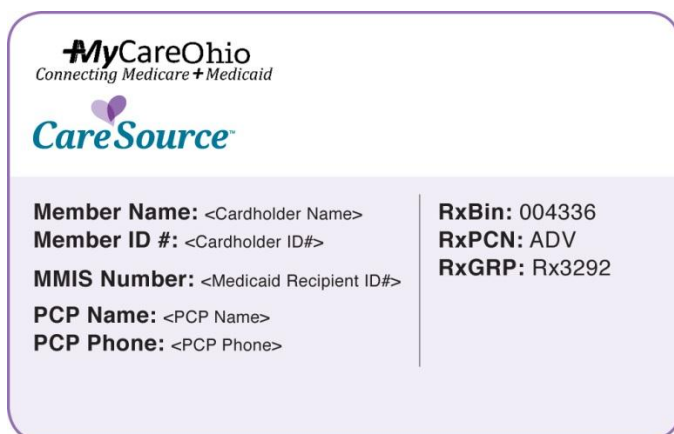 MyCareOhio
Connecting Medicare + Medicaid
CareSource™
Member Name: <Cardholder Name>
Member ID #: <Cardholder ID#>
MMIS Number: <Medicaid Recipient ID#>
PCP Name: <PCP Name>
PCP Phone: <PCP Phone>
RxBin: 004336
RxPCN: ADV
RxGRP: Rx3292